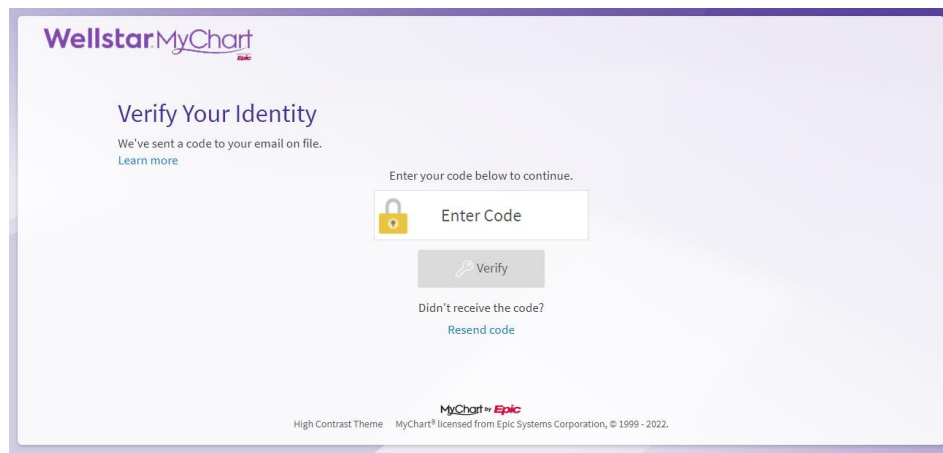 Wellstar MyChart
Epic
Verify Your Identity
We've sent a code to your email on file.
Learn more
Enter your code below to continue.
Enter Code
Verify
Didn't receive the code?
Resend code
MyChart by Epic
High Contrast Theme MyChart® licensed from Epic Systems Corporation, © 1999 - 2022.